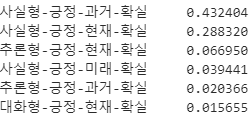 사실형-긍정-과거-확실 0.432404
사실형-긍정-현재-확실 0.288320
추론형-긍정-현재-확실 0.066950
사실형-긍정-미래-확실 0.039441
추론형-긍정-과거-확실 0.020366
대화형-긍정-현재-확실 0.015655